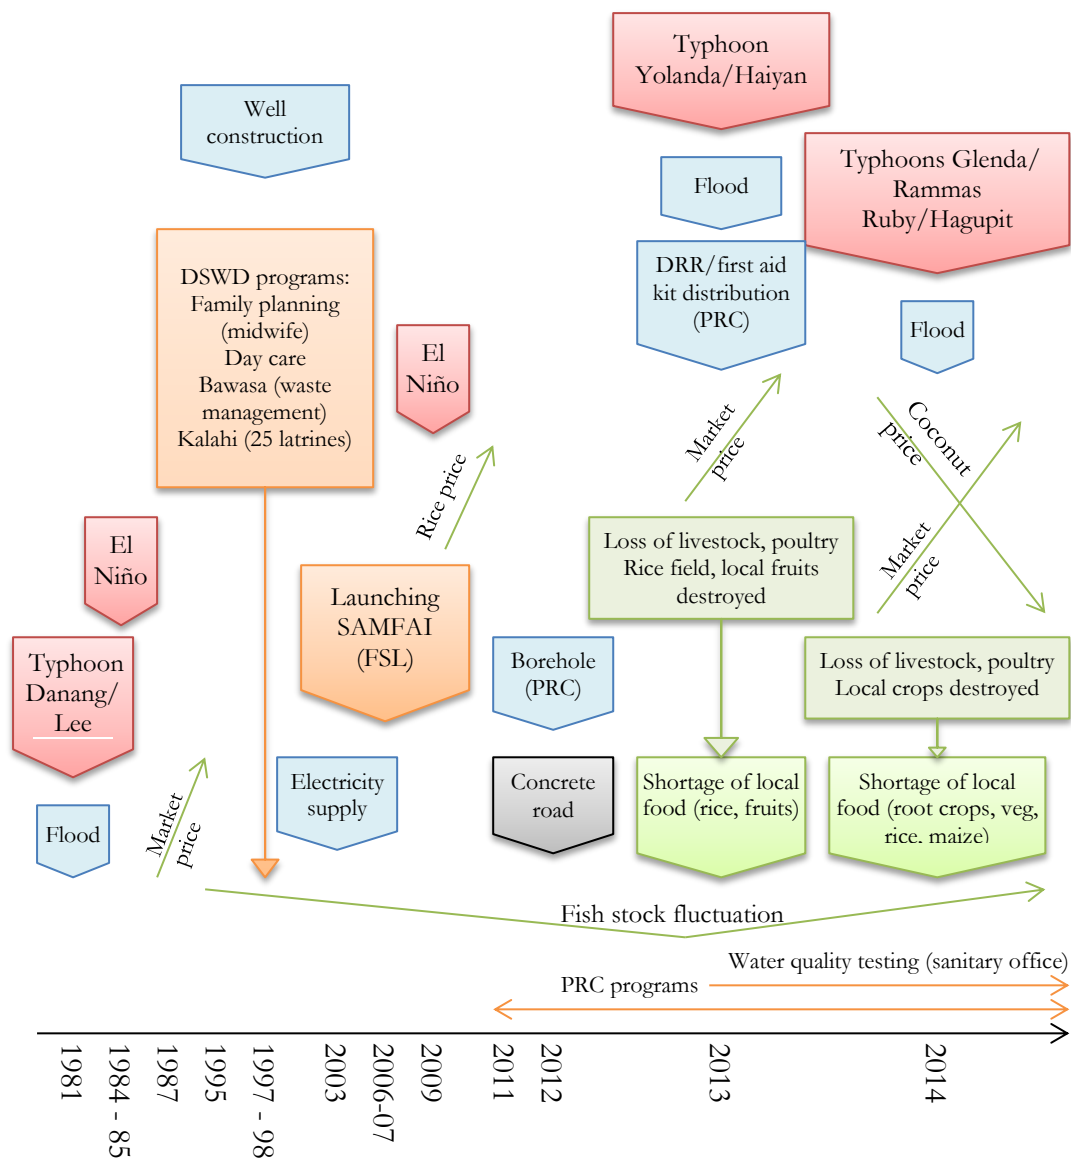 Typhoon
Yolanda/Haiyan
Well
construction
Typhoons Glenda/
Rammas
Ruby/Hagupit
Flood
DSWD programs:
Family planning
(midwife)
Day care
Bawasa (waste
management)
Kalahi (25 latrines)
DRR/first aid
kit distribution
(PRC)
Flood
El
Niño
Market
price
Coconut
price
Rice price
Market
price
El
Niño
Loss of livestock, poultry
Rice field, local fruits
destroyed
Launching
SAMFAI
(FSL)
Typhoon
Danang/
Lee
Borehole
(PRC)
Loss of livestock, poultry
Local crops destroyed
Flood
Market
price
Electricity
supply
Concrete
road
Shortage of local
food (rice, fruits)
Shortage of local
food (root crops, veg,
rice, maize)
Fish stock fluctuation
Water quality testing (sanitary office)
PRC programs
1981
1984 - 85
1987
1995
1997 - 98
2003
2006-07
2009
2011
2012
2013
2014